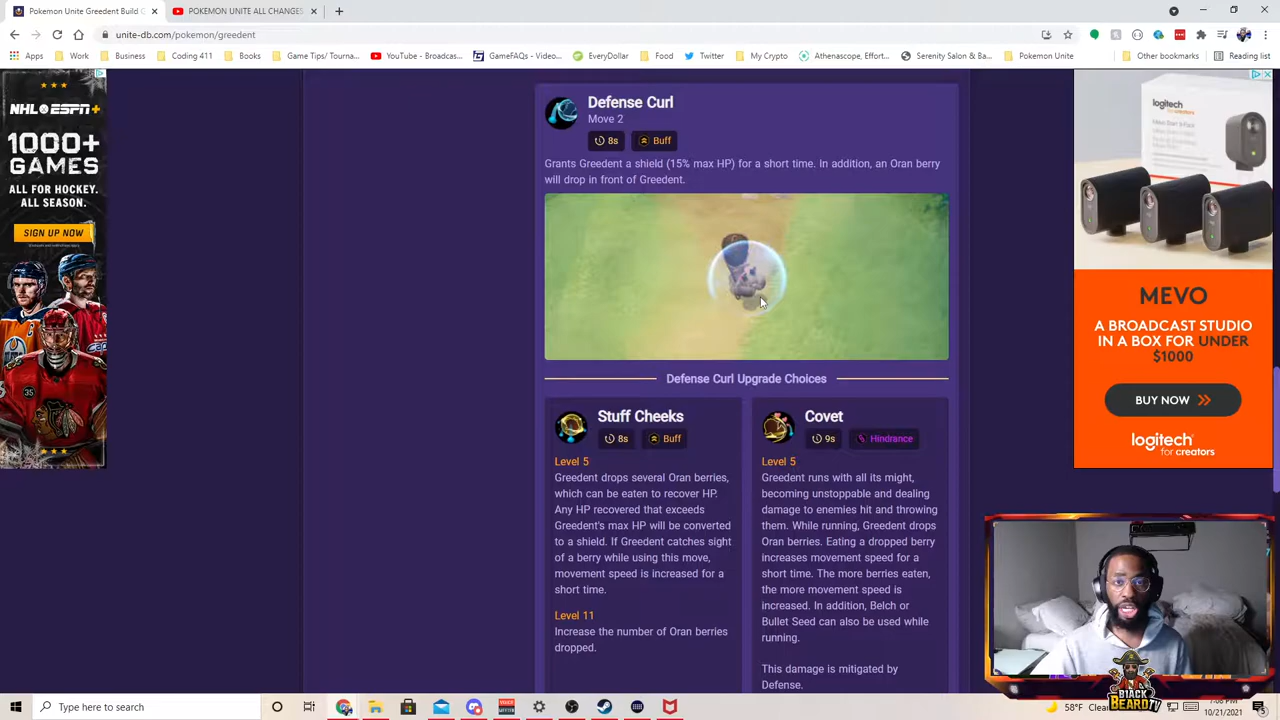 Pokemon Unite Greedent Build G
POKEMON UNITE ALL CHANGES
unite-db.com/pokemon/greedent
Apps
Work
Business
Coding 411
Books
Game Tips/ Tourna...
YouTube - Broadcas...
GameFAQs - Video...
EveryDollar
Food
Twitter
My Crypto
Athenascope, Effort...
Serenity Salon & Ba...
Pokemon Unite
Other bookmarks
Reading list
NHL ESPN+
1000+
GAMES
ALL FOR HOCKEY.
ALL SEASON.
SIGN UP NOW
Defense Curl
Move 2
8s
Buff
Grants Greedent a shield (15% max HP) for a short time. In addition, an Oran berry
will drop in front of Greedent.
Defense Curl Upgrade Choices
Stuff Cheeks
8s
Buff
Level 5
Greedent drops several Oran berries,
which can be eaten to recover HP.
Any HP recovered that exceeds
Greedent's max HP will be converted
to a shield. If Greedent catches sight
of a berry while using this move,
movement speed is increased for a
short time.
Level 11
Increase the number of Oran berries
dropped.
Covet
9s
Hindrance
Level 5
Greedent runs with all its might,
becoming unstoppable and dealing
damage to enemies hit and throwing
them. While running, Greedent drops
Oran berries. Eating a dropped berry
increases movement speed for a
short time. The more berries eaten,
the more movement speed is
increased. In addition, Belch or
Bullet Seed can also be used while
running.
This damage is mitigated by
Defense.
logitech
MEVO
A BROADCAST STUDIO
IN A BOX FOR UNDER
$1000
BUY NOW
logitech
for creators
BlackBeardTV
Type here to search
58°F Clear
7:08 PM
10/21/2021